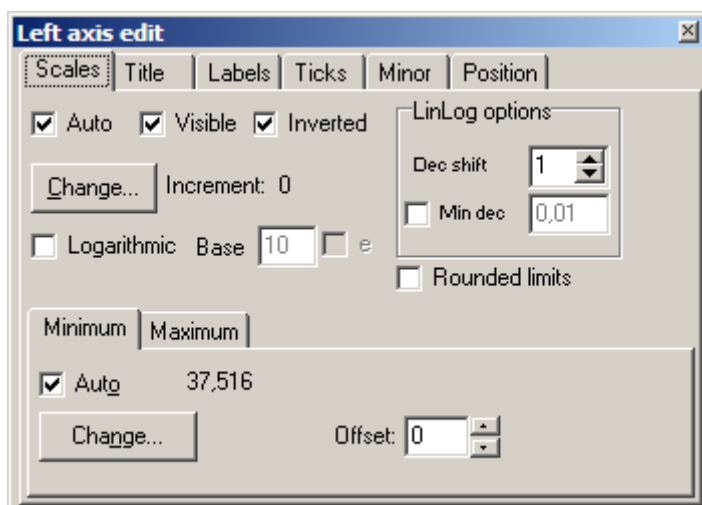 Left axis edit
Scales Title Labels Ticks Minor Position
Auto Visible Inverted
LinLog options
Dec shift 1
Min dec 0,01
Change... Increment: 0
Logarithmic Base 10 e
Rounded limits
Minimum Maximum
Auto 37,516
Change... Offset: 0